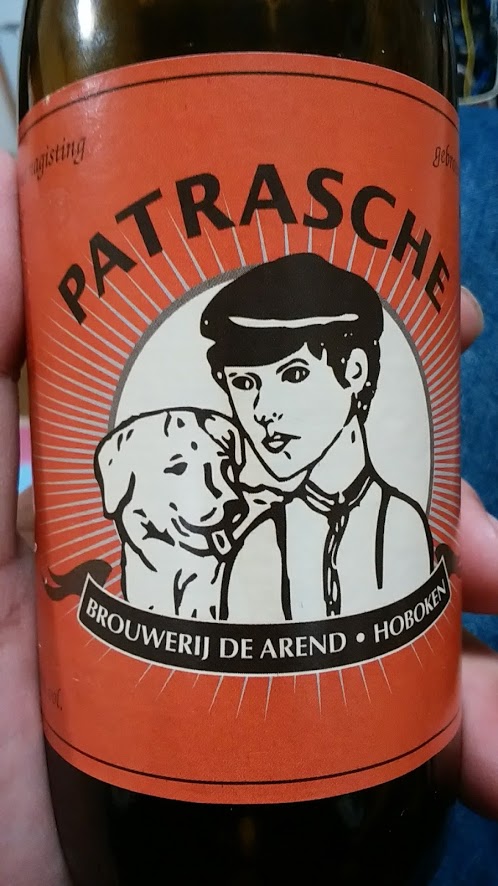 PATRASCHE
BROUWERIJ DE AREND • HOBOKEN